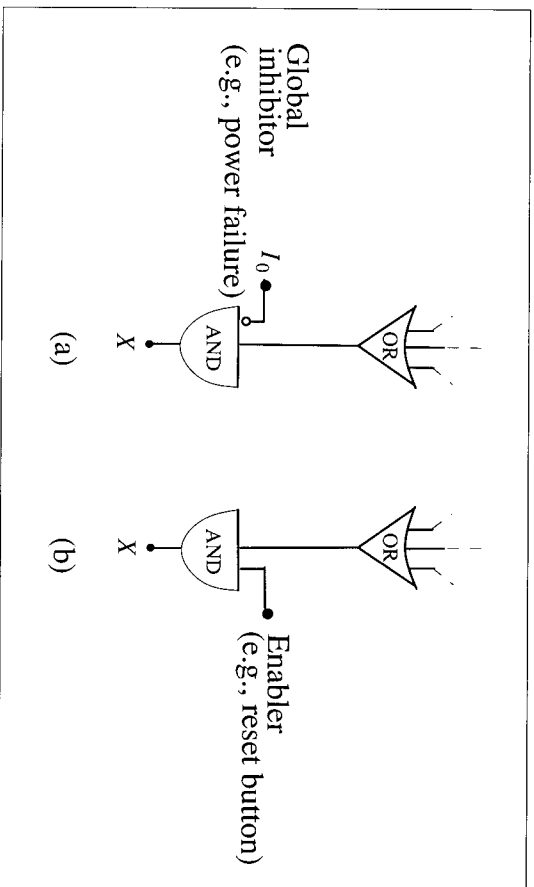 OR
OR
Global
inhibitor
(e.g., power failure)
I₀
AND
AND
Enabler
(e.g., reset button)
X
X
(a)
(b)